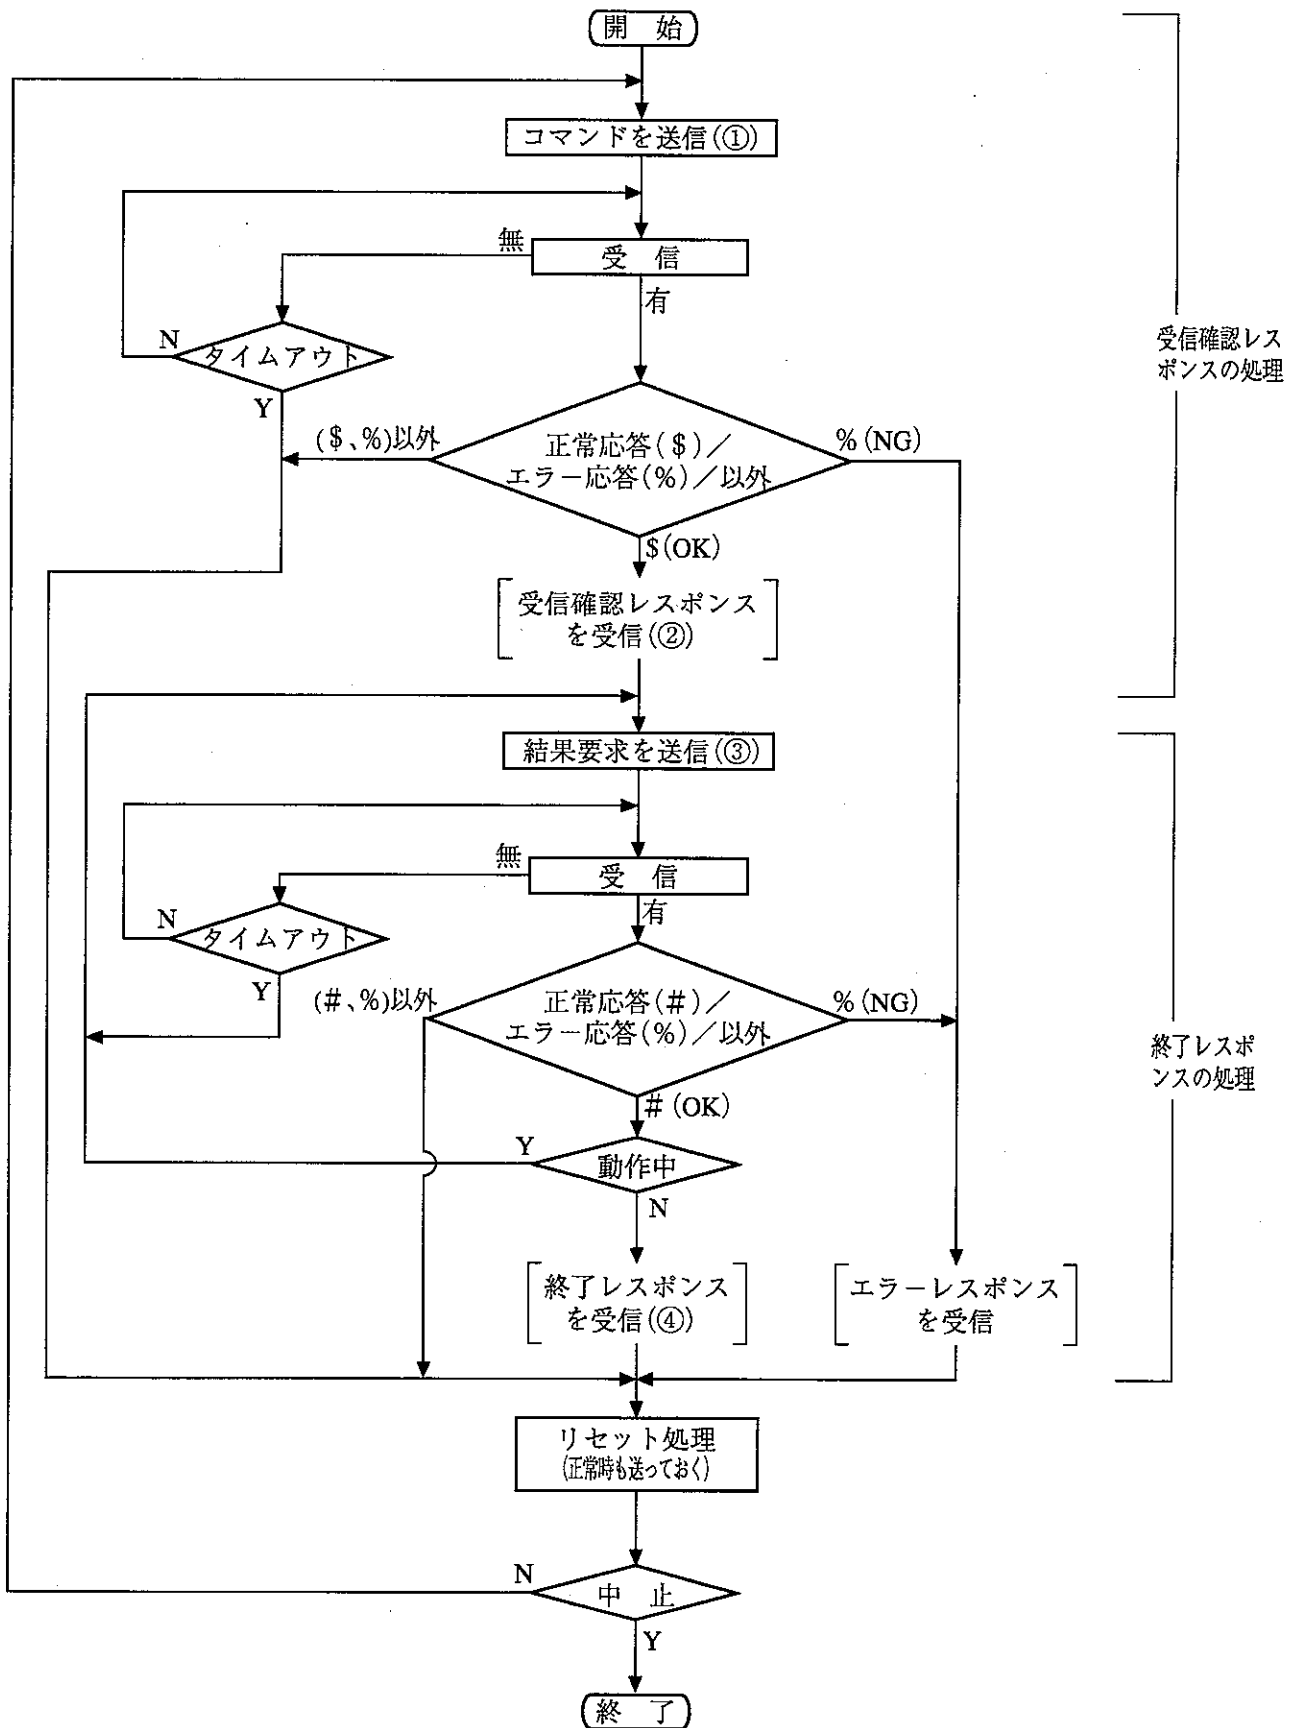 開　始
コマンドを送信(①)
無
受　信
有
N
タイムアウト
Y
($、%)以外
正常応答($)／
エラー応答(%)／以外
%(NG)
$(OK)
受信確認レスポンス
を受信(②)
受信確認レス
ポンスの処理
結果要求を送信(③)
無
受　信
有
N
タイムアウト
Y
(#、%)以外
正常応答(#)／
エラー応答(%)／以外
%(NG)
#(OK)
Y
動作中
N
終了レスポンス
を受信(④)
エラーレスポンス
を受信
終了レスポ
ンスの処理
リセット処理
(正常時も送っておく)
N
中　止
Y
終　了